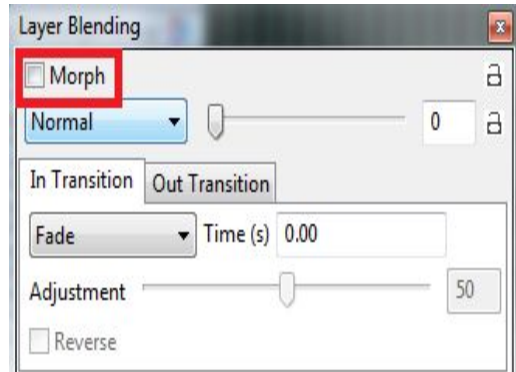 Layer Blending
Morph
Normal 0
In Transition Out Transition
Fade Time (s) 0.00
Adjustment 50
Reverse